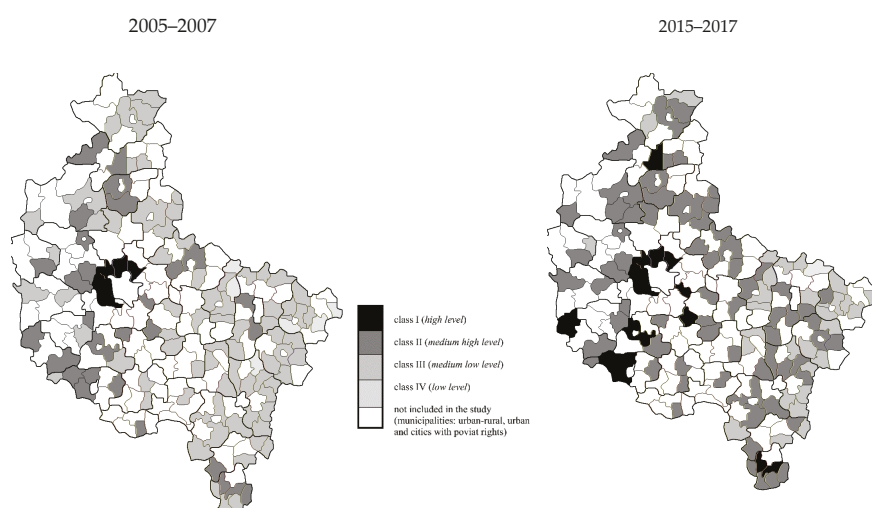 2005–2007
2015–2017
class I (high level)
class II (medium high level)
class III (medium low level)
class IV (low level)
not included in the study
(municipalities: urban-rural, urban
and cities with poviat rights)